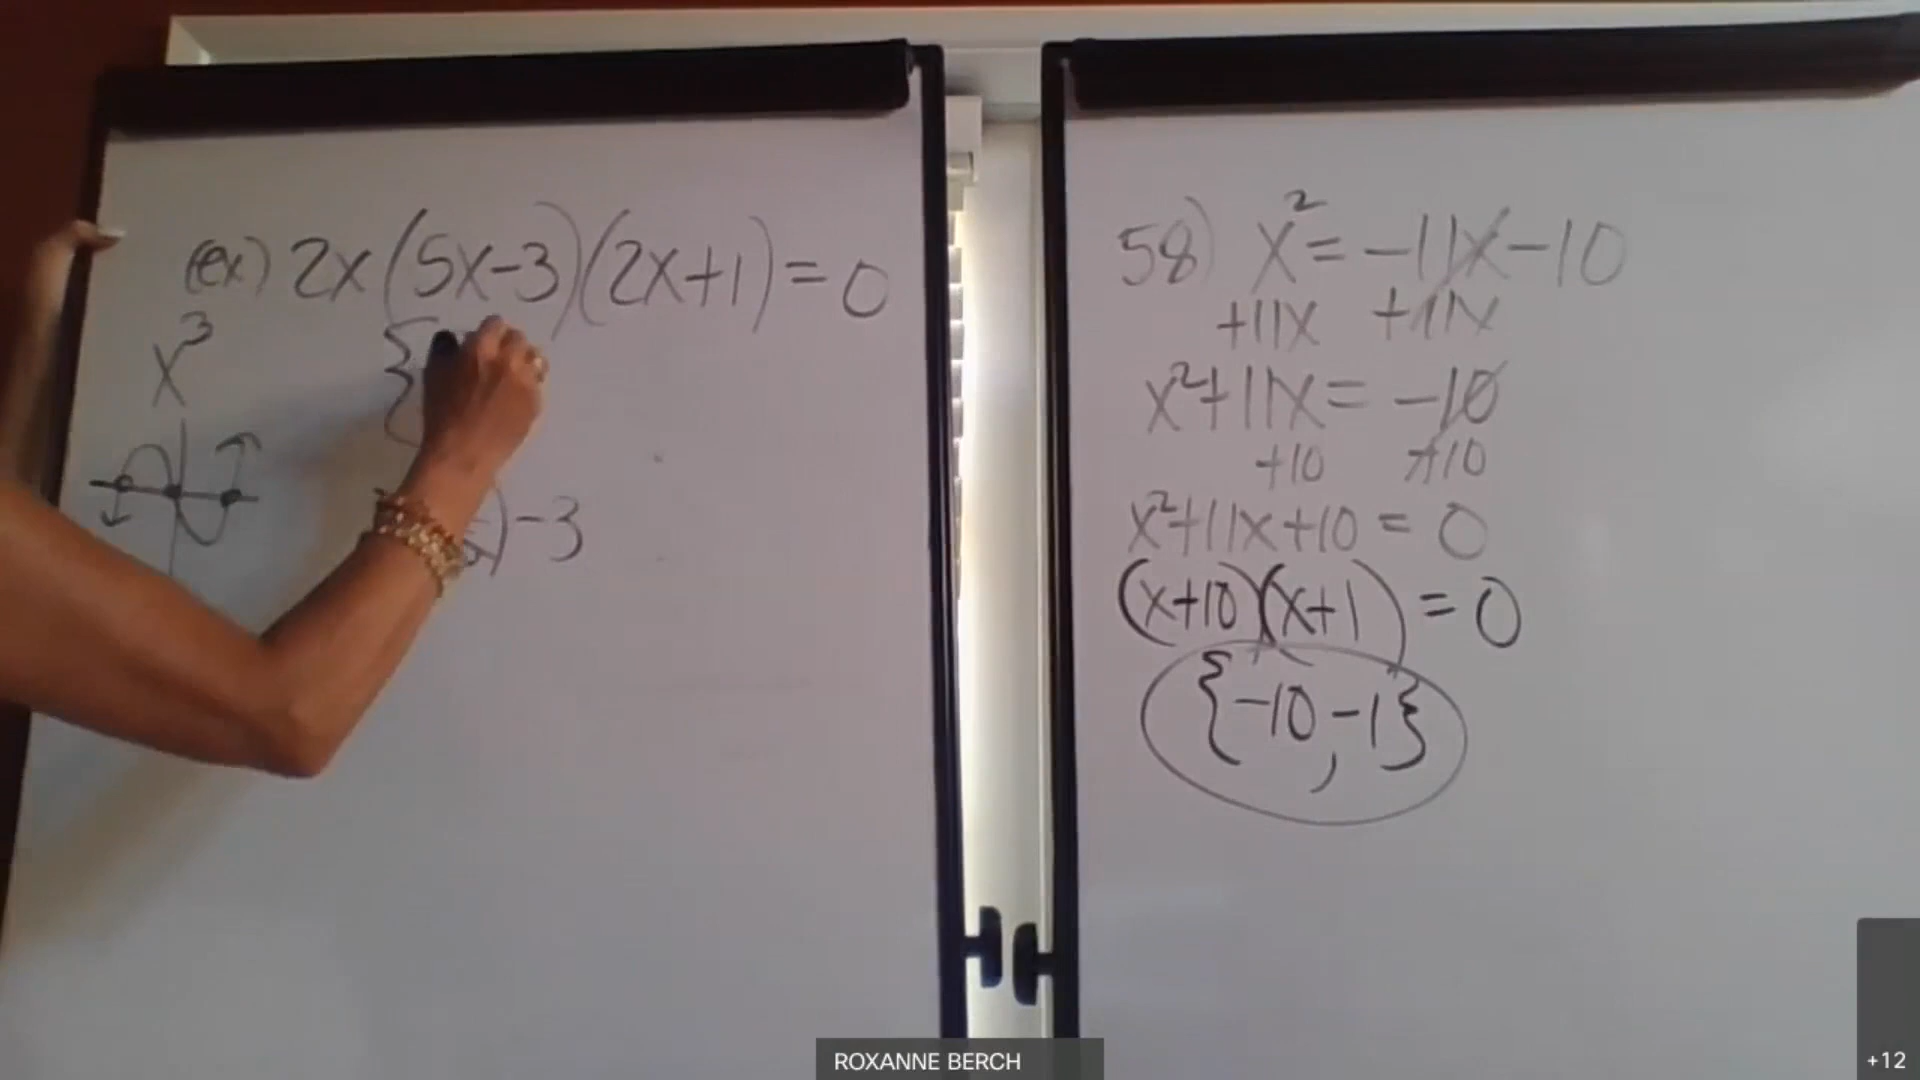 (ex) 2x(5x-3)(2x+1)=0
x³
{
)-3
58) x²=-11x-10
+11x +11x
x²+11x=-10
+10 +10
x²+11x+10=0
(x+10)(x+1)=0
{-10,-1}
ROXANNE BERCH
+12